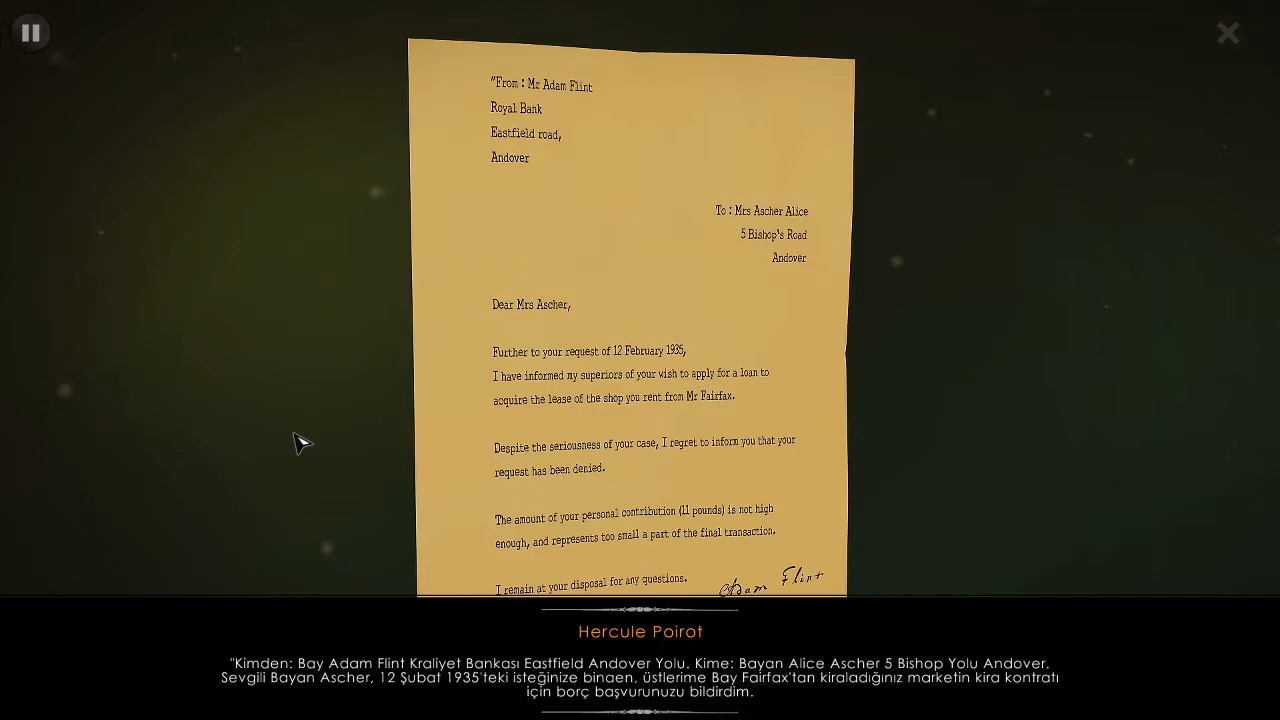 "From : Mr Adam Flint
Royal Bank
Eastfield road,
Andover
To : Mrs Ascher Alice
5 Bishop's Road
Andover
Dear Mrs Ascher,
Further to your request of 12 February 1935,
I have informed my superiors of your wish to apply for a loan to
acquire the lease of the shop you rent from Mr Fairfax.
Despite the seriousness of your case, I regret to inform you that your
request has been denied.
The amount of your personal contribution (11 pounds) is not high
enough, and represents too small a part of the final transaction.
I remain at your disposal for any questions.
Adam Flint
Hercule Poirot
"Kimden: Bay Adam Flint Kraliyet Bankası Eastfield Andover Yolu. Kime: Bayan Alice Ascher 5 Bishop Yolu Andover.
Sevgili Bayan Ascher, 12 Şubat 1935'teki isteğinize binaen, üstlerime Bay Fairfax'tan kiraladığınız marketin kira kontratı
için borç başvurunuzu bildirdim.